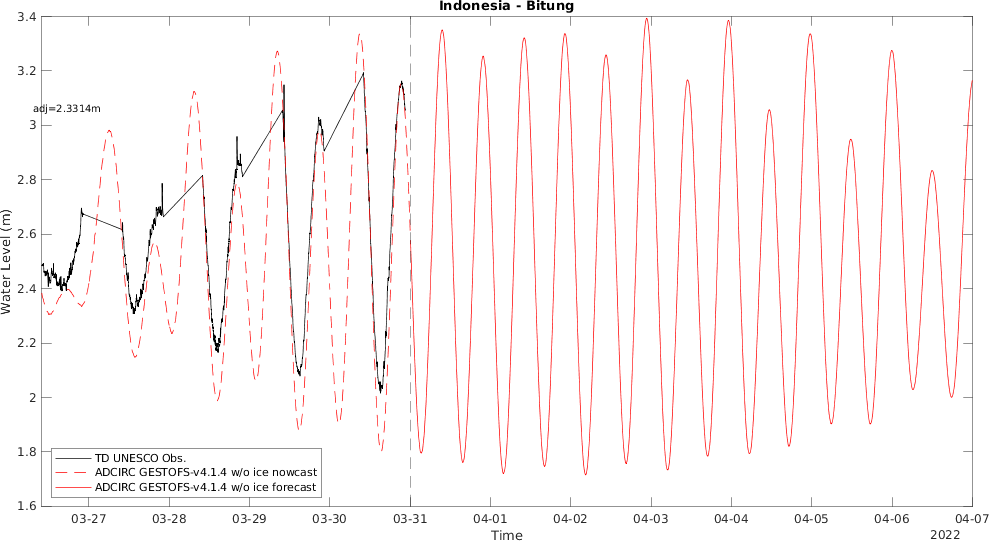 Indonesia - Bitung
3.4
3.2
adj=2.3314m
3
2.8
2.6
2.4
2.2
2
1.8
1.6
Water Level (m)
TD UNESCO Obs.
ADCIRC GESTOFS-v4.1.4 w/o ice nowcast
ADCIRC GESTOFS-v4.1.4 w/o ice forecast
03-27 03-28 03-29 03-30 03-31 04-01 04-02 04-03 04-04 04-05 04-06 04-07
Time
2022